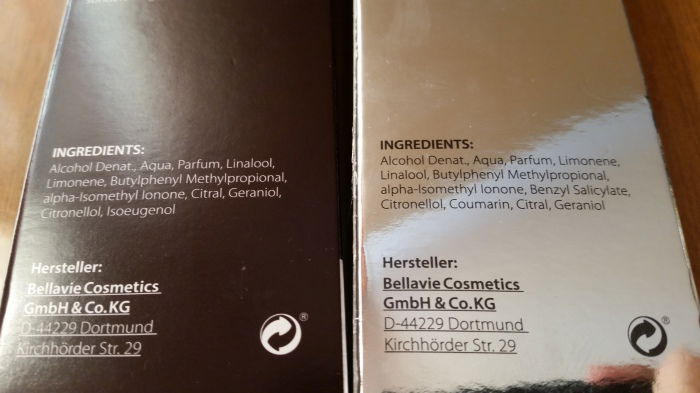 INGREDIENTS:
Alcohol Denat., Aqua, Parfum, Linalool,
Limonene, Butylphenyl Methylpropional,
alpha-Isomethyl Ionone, Citral, Geraniol,
Citronellol, Isoeugenol
Hersteller:
Bellavie Cosmetics
GmbH & Co.KG
D-44229 Dortmund
Kirchhörder Str. 29
®
INGREDIENTS:
Alcohol Denat., Aqua, Parfum, Limonene,
Linalool, Butylphenyl Methylpropional,
alpha-Isomethyl Ionone, Benzyl Salicylate,
Citronellol, Coumarin, Citral, Geraniol
Hersteller:
Bellavie Cosmetics
GmbH & Co.KG
D-44229 Dortmund
Kirchhörder Str. 29
®